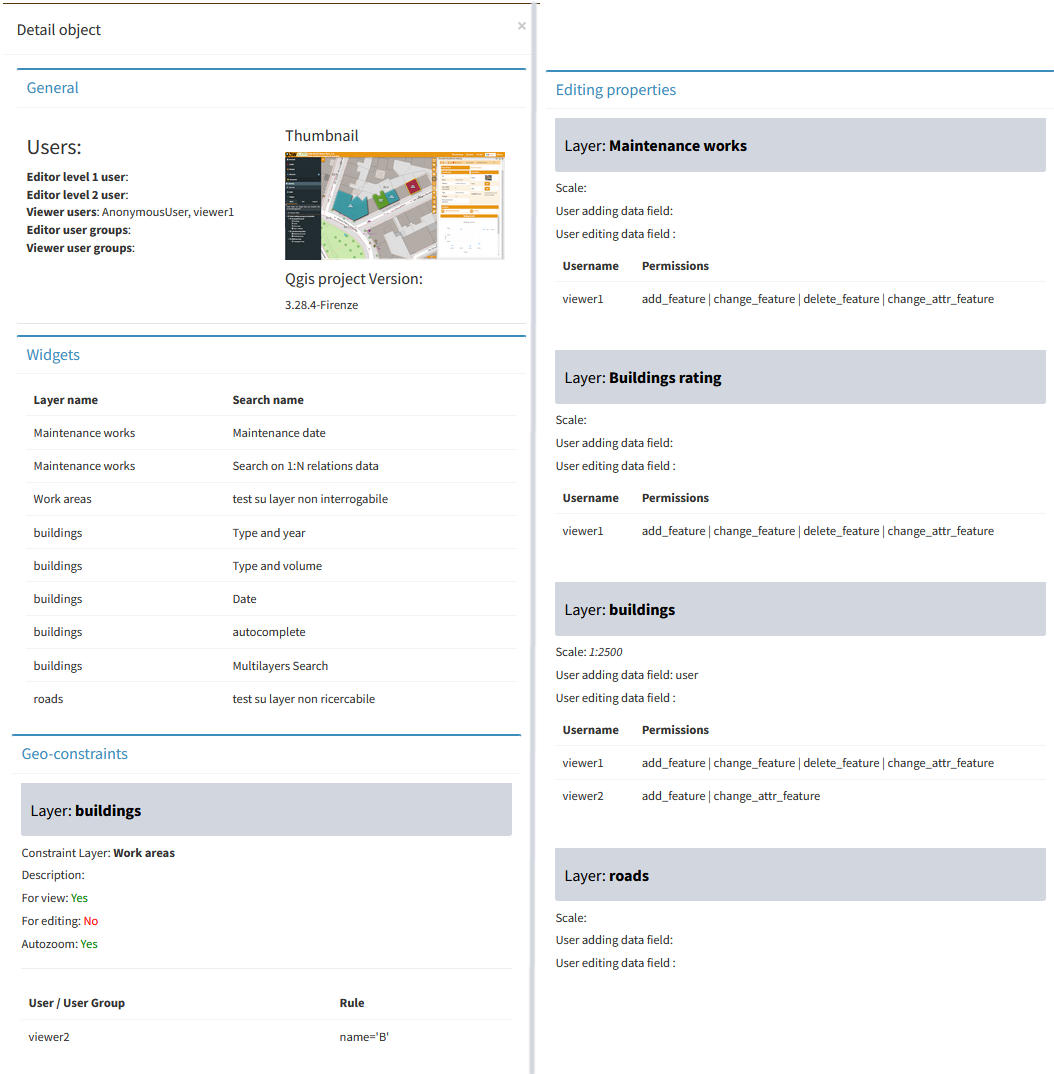 Detail object
×
General
Users:
Editor level 1 user:
Editor level 2 user:
Viewer users: AnonymousUser, viewer1
Editor user groups:
Viewer user groups:
Thumbnail
Qgis project Version:
3.28.4-Firenze
Widgets
Layer name Search name
Maintenance works Maintenance date
Maintenance works Search on 1:N relations data
Work areas test su layer non interrogabile
buildings Type and year
buildings Type and volume
buildings Date
buildings autocomplete
buildings Multilayers Search
roads test su layer non ricercabile
Geo-constraints
Layer: buildings
Constraint Layer: Work areas
Description:
For view: Yes
For editing: No
Autozoom: Yes
User / User Group Rule
viewer2 name='B'
Editing properties
Layer: Maintenance works
Scale:
User adding data field:
User editing data field :
Username Permissions
viewer1 add_feature | change_feature | delete_feature | change_attr_feature
Layer: Buildings rating
Scale:
User adding data field:
User editing data field :
Username Permissions
viewer1 add_feature | change_feature | delete_feature | change_attr_feature
Layer: buildings
Scale: 1:2500
User adding data field: user
User editing data field :
Username Permissions
viewer1 add_feature | change_feature | delete_feature | change_attr_feature
viewer2 add_feature | change_attr_feature
Layer: roads
Scale:
User adding data field:
User editing data field :